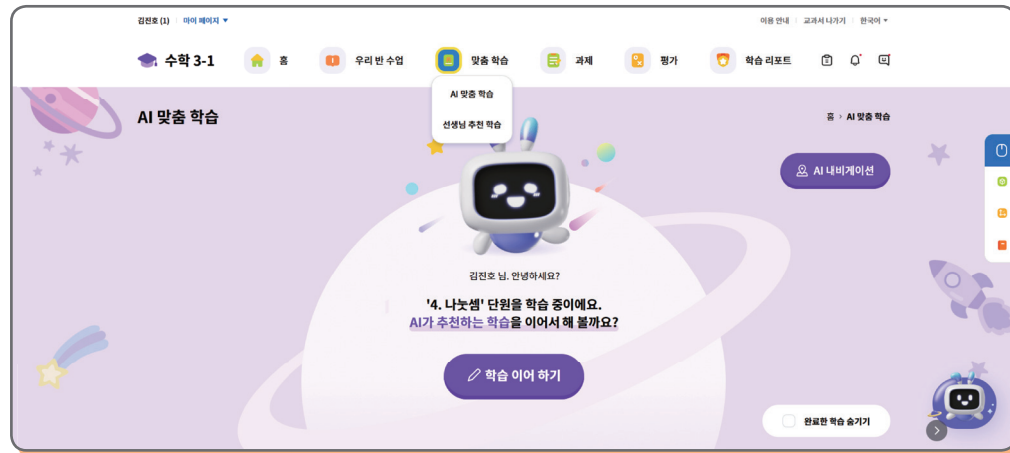 김진호 (1) 마이 페이지 ▼ 이용 안내 교과서 나가기 한국어 ▼
수학 3-1 홈 우리 반 수업 맞춤 학습 과제 평가 학습 리포트
AI 맞춤 학습
선생님 추천 학습
AI 맞춤 학습
홈 > AI 맞춤 학습
AI 내비게이션
김진호 님. 안녕하세요?
'4. 나눗셈' 단원을 학습 중이에요.
AI가 추천하는 학습을 이어서 해 볼까요?
학습 이어 하기
완료한 학습 숨기기